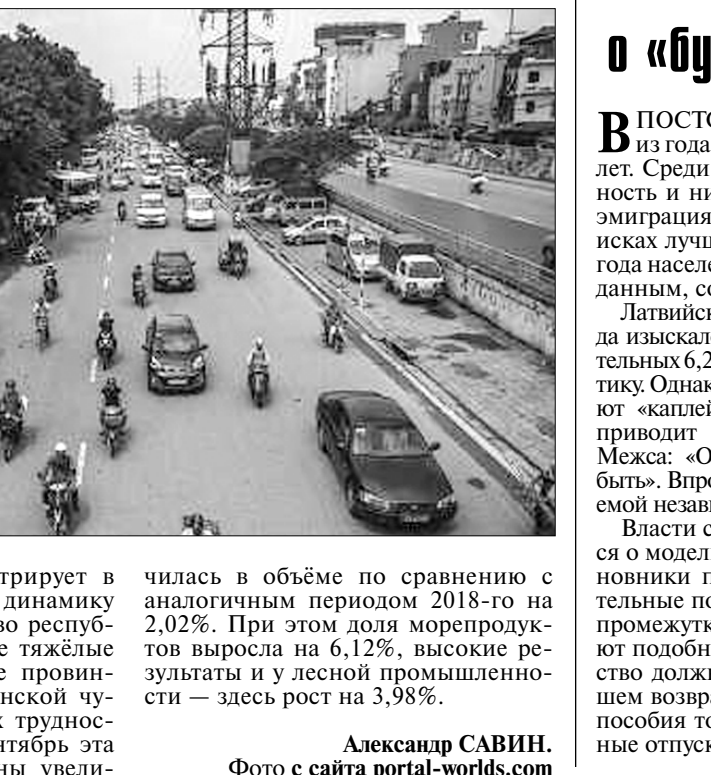 трирует в
динамику
во респуб-
е тяжёлые
е провин-
нской чу-
х труднос-
нтябрь эта
ны увели-
чилась в объёме по сравнению с
аналогичным периодом 2018-го на
2,02%. При этом доля морепродук-
тов выросла на 6,12%, высокие ре-
зультаты и у лесной промышленно-
сти — здесь рост на 3,98%.
Александр САВИН.
Фото с сайта portal-worlds.com
о «бу
В ПОСТО
из года
лет. Среди
ность и ни
эмиграция
исках лучш
года населе
данным, со
Латвийск
да изыскал
тельных 6,2
тику. Однак
ют «каплей
приводит
Межса: «О
быть». Впро
емой незави
Власти с
ся о модел
новники п
тельные по
промежутк
ют подобн
ство должн
шем возвра
пособия то
ные отпуск